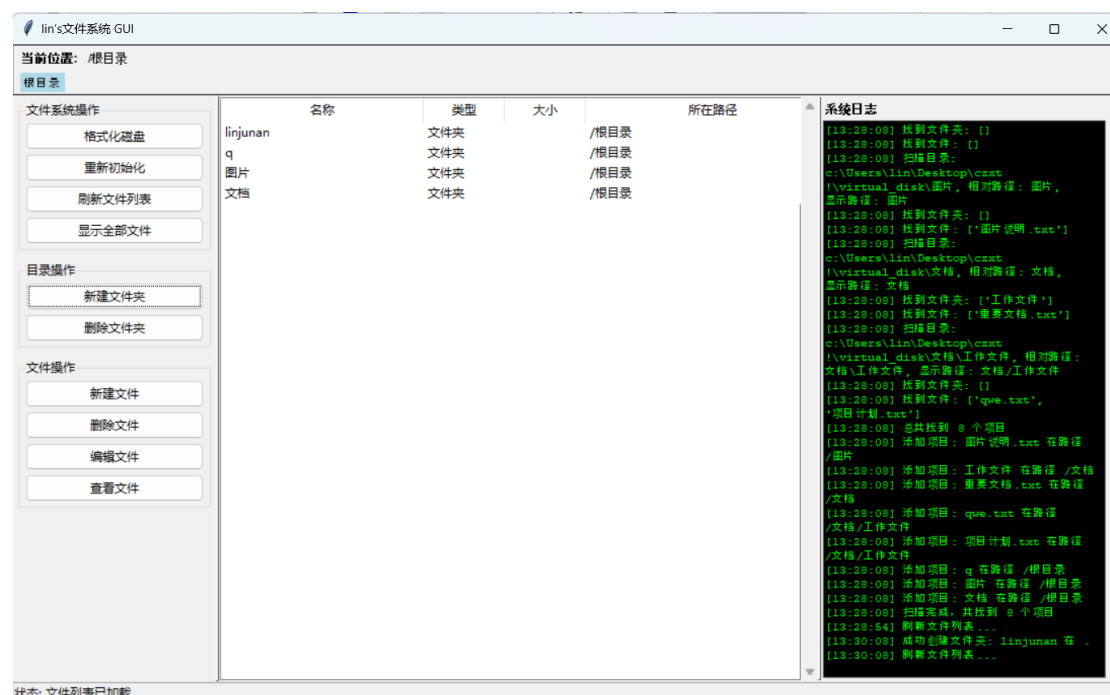 lin's文件系统 GUI
当前位置: /根目录
根目录
文件系统操作
格式化磁盘
重新初始化
刷新文件列表
显示全部文件
目录操作
新建文件夹
删除文件夹
文件操作
新建文件
删除文件
编辑文件
查看文件
名称 类型 大小 所在路径
linjunan 文件夹 /根目录
q 文件夹 /根目录
图片 文件夹 /根目录
文档 文件夹 /根目录
系统日志
[13:28:08] 找到文件夹: []
[13:28:08] 找到文件: []
[13:28:08] 扫描目录:
c:\Users\lin\Desktop\czxt
!\virtual_disk\图片, 相对路径: 图片,
显示路径: 图片
[13:28:08] 找到文件夹: []
[13:28:08] 找到文件: ['图片说明.txt']
[13:28:08] 扫描目录:
c:\Users\lin\Desktop\czxt
!\virtual_disk\文档, 相对路径: 文档,
显示路径: 文档
[13:28:08] 找到文件夹: ['工作文件']
[13:28:08] 找到文件: ['重要文档.txt']
[13:28:08] 扫描目录:
c:\Users\lin\Desktop\czxt
!\virtual_disk\文档\工作文件, 相对路径:
文档\工作文件, 显示路径: 文档/工作文件
[13:28:08] 找到文件夹: []
[13:28:08] 找到文件: ['qwe.txt',
'项目计划.txt']
[13:28:08] 总共找到 8 个项目
[13:28:08] 添加项目: 图片说明.txt 在路径
/图片
[13:28:08] 添加项目: 工作文件 在路径 /文档
[13:28:08] 添加项目: 重要文档.txt 在路径
/文档
[13:28:08] 添加项目: qwe.txt 在路径
/文档/工作文件
[13:28:08] 添加项目: 项目计划.txt 在路径
/文档/工作文件
[13:28:08] 添加项目: q 在路径 /根目录
[13:28:08] 添加项目: 图片 在路径 /根目录
[13:28:08] 添加项目: 文档 在路径 /根目录
[13:28:08] 扫描完成, 共找到 8 个项目
[13:28:54] 刷新文件列表...
[13:30:08] 成功创建文件夹: linjunan 在 .
[13:30:08] 刷新文件列表...
状态: 文件列表已加载